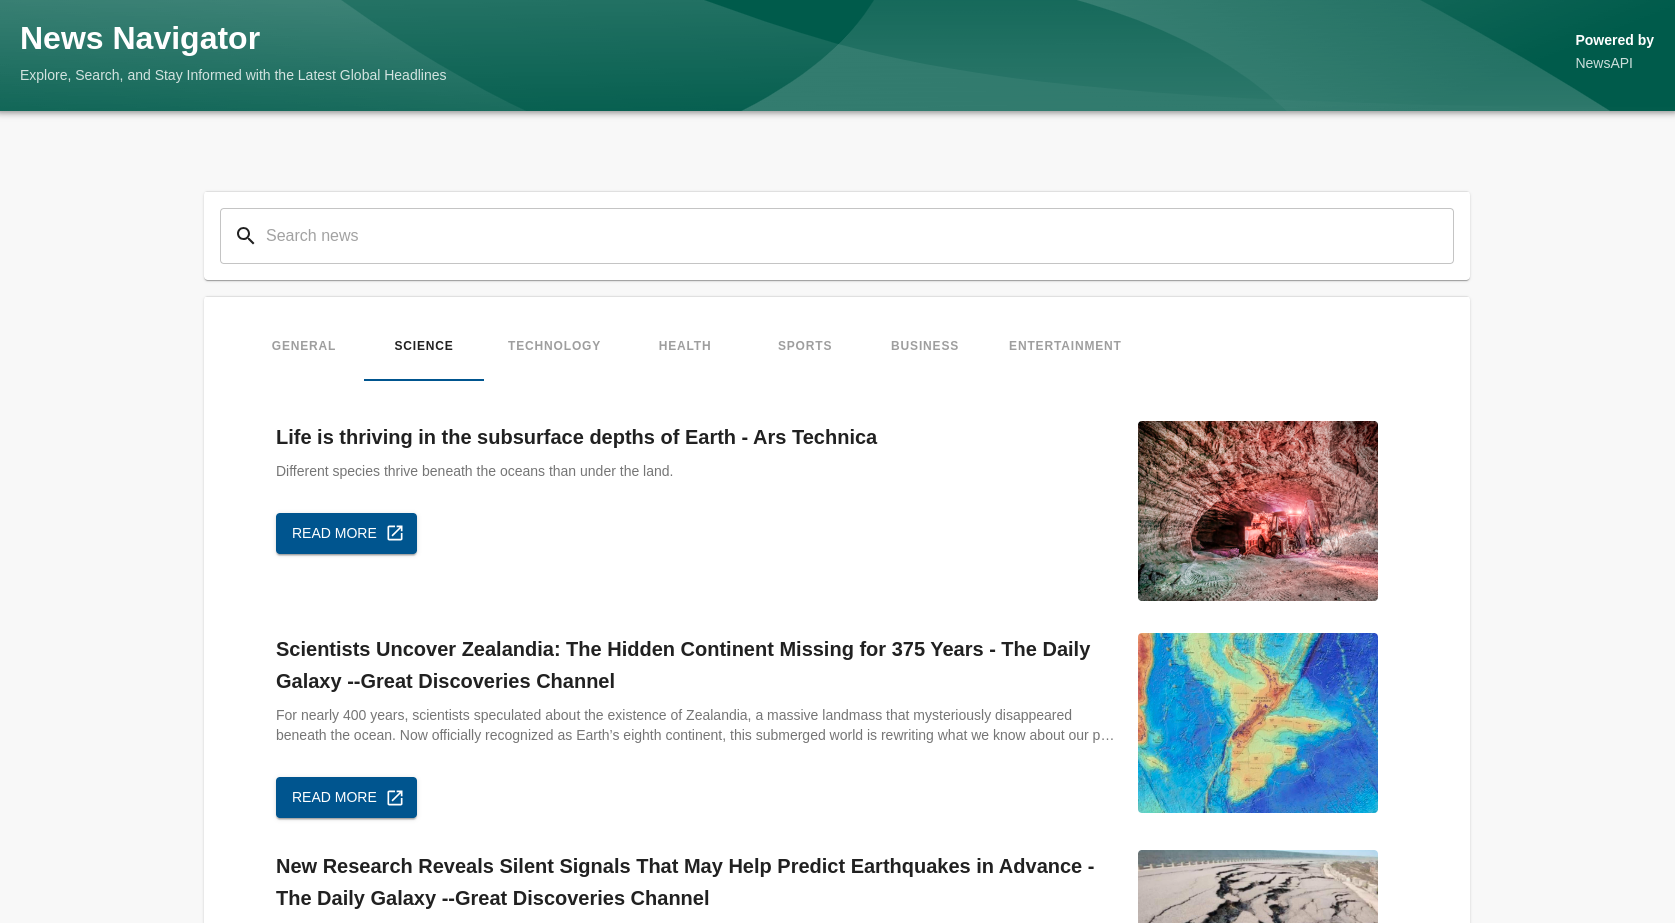 News Navigator
Explore, Search, and Stay Informed with the Latest Global Headlines
Powered by
NewsAPI
Search news
GENERAL SCIENCE TECHNOLOGY HEALTH SPORTS BUSINESS ENTERTAINMENT
Life is thriving in the subsurface depths of Earth - Ars Technica
Different species thrive beneath the oceans than under the land.
READ MORE
Scientists Uncover Zealandia: The Hidden Continent Missing for 375 Years - The Daily
Galaxy --Great Discoveries Channel
For nearly 400 years, scientists speculated about the existence of Zealandia, a massive landmass that mysteriously disappeared
beneath the ocean. Now officially recognized as Earth’s eighth continent, this submerged world is rewriting what we know about our p…
READ MORE
New Research Reveals Silent Signals That May Help Predict Earthquakes in Advance -
The Daily Galaxy --Great Discoveries Channel